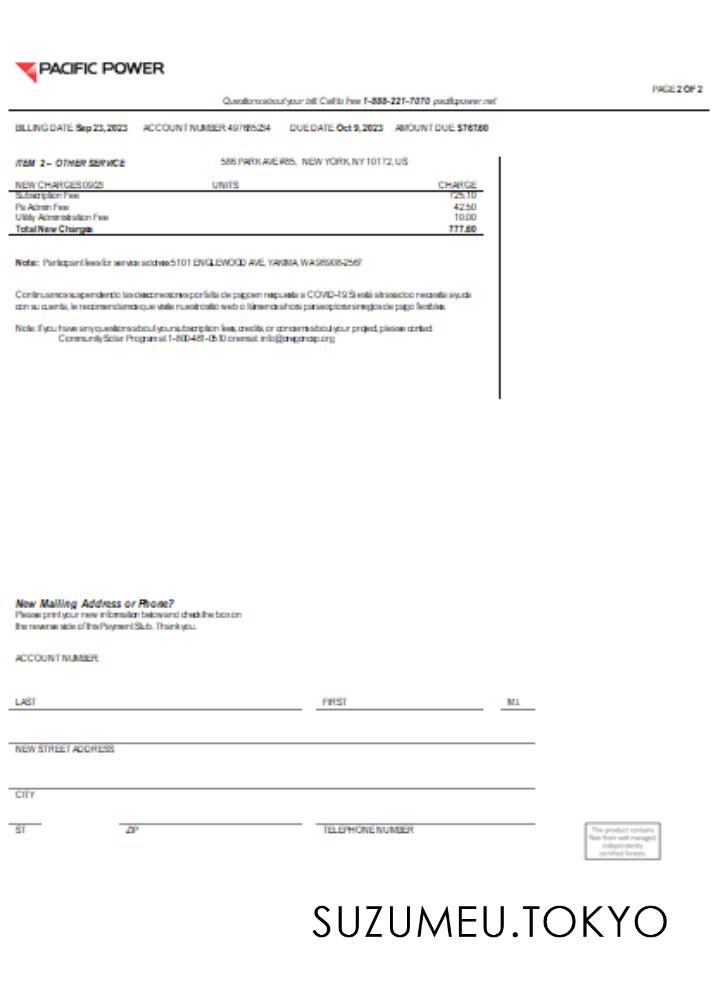 PACIFIC POWER
PAGE 2 OF 2
Questions about your bill: Call toll free 1-888-221-7070 pacificpower.net
BILLING DATE: Sep 23, 2023 ACCOUNT NUMBER: DUE DATE: Oct 9, 2023 AMOUNT DUE: $767.60
ITEM 2 – OTHER SERVICE 586 PARK AVE #85, NEW YORK, NY 10172, US
NEW CHARGES 09/23 UNITS CHARGE
Subscription Fee 725.10
Ps Admin Fee 42.50
Utility Administration Fee 10.00
Total New Charges 777.60
Note: Participant fees for service address 5101 ENGLEWOOD AVE, YAKIMA, WA 98908-2567
Continuamos suspendiendo las desconexiones por falta de pago en respuesta a COVID-19. Si está atrasado o necesita ayuda
con su cuenta, le recomendamos que visite nuestro sitio web o llámenos ahora para explorar arreglos de pago flexibles.
Note: If you have any questions about your subscription fees, credits, or concerns about your project, please contact
Community Solar Program at 1-800-481-0510 or email: info@oregoncsp.org
New Mailing Address or Phone?
Please print your new information below and check the box on
the reverse side of this Payment Stub. Thank you.
ACCOUNT NUMBER:
LAST FIRST M.I.
NEW STREET ADDRESS
CITY
ST ZIP TELEPHONE NUMBER
This product contains
fiber from well-managed,
independently
certified forests.
SUZUMEU.TOKYO